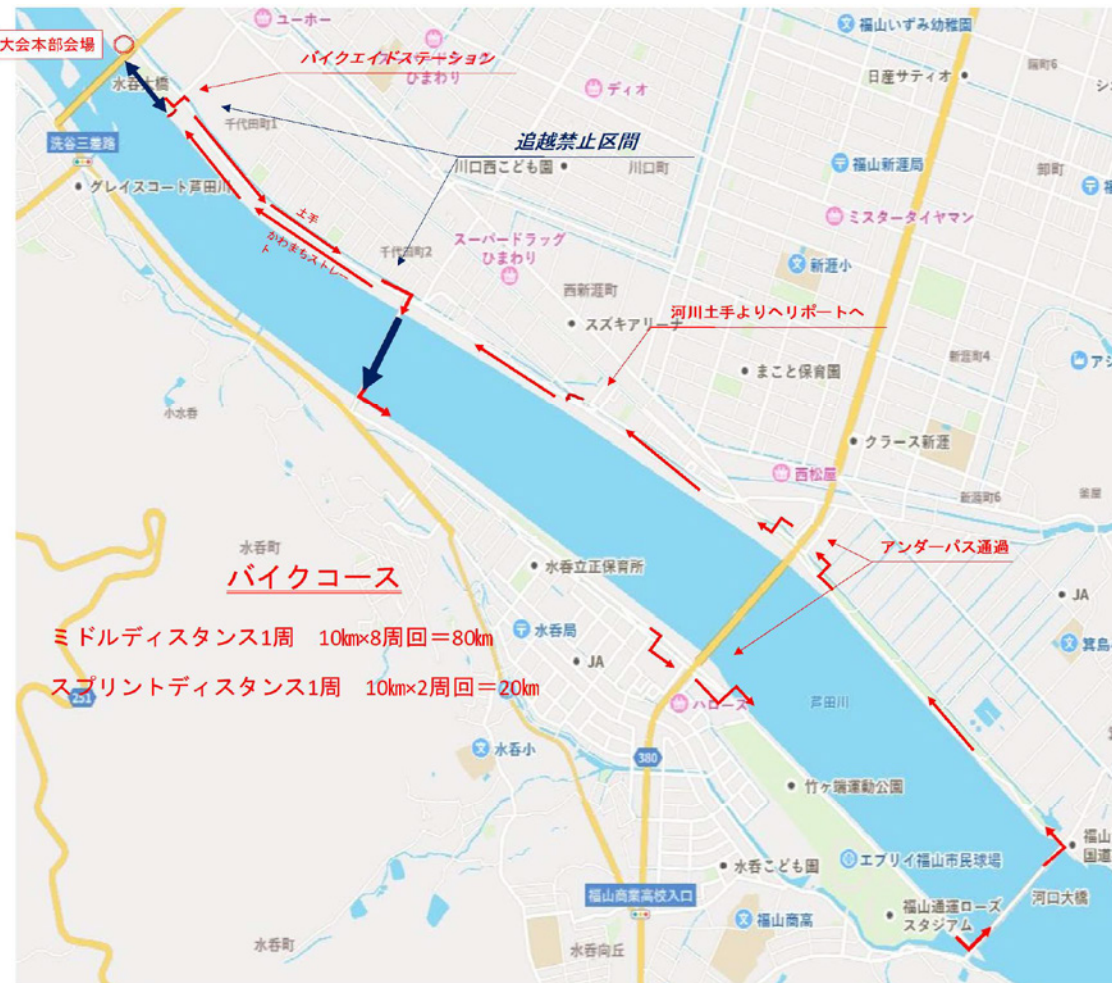 大会本部会場
ユーホー
福山いずみ幼稚園
バイクエイドステーション
ひまわり
日産サティオ
水呑大橋
ディオ
千代田町1
洗谷三差路
追越禁止区間
川口西こども園
川口町
福山新涯局
卸町
グレイスコート芦田川
ミスタータイヤマン
土手
かわまちストレー
ト
千代田町2
スーパードラッグ
ひまわり
新涯小
西新涯町
河川土手よりヘリポートへ
スズキアリーナ
新涯町4
まこと保育園
アシ
小水呑
クラース新涯
西松屋
新涯町6
釜屋
水呑町
アンダーパス通過
バイクコース
水呑立正保育所
JA
水呑局
箕島
ミドルディスタンス1周 10㎞×8周回＝80㎞
JA
スプリントディスタンス1周 10㎞×2周回＝20㎞
251
ハローズ
芦田川
水呑小
380
竹ヶ端運動公園
福山
国道
水呑こども園
エブリイ福山市民球場
福山商業高校入口
河口大橋
福山通運ローズ
スタジアム
福山商高
水呑町
水呑向丘